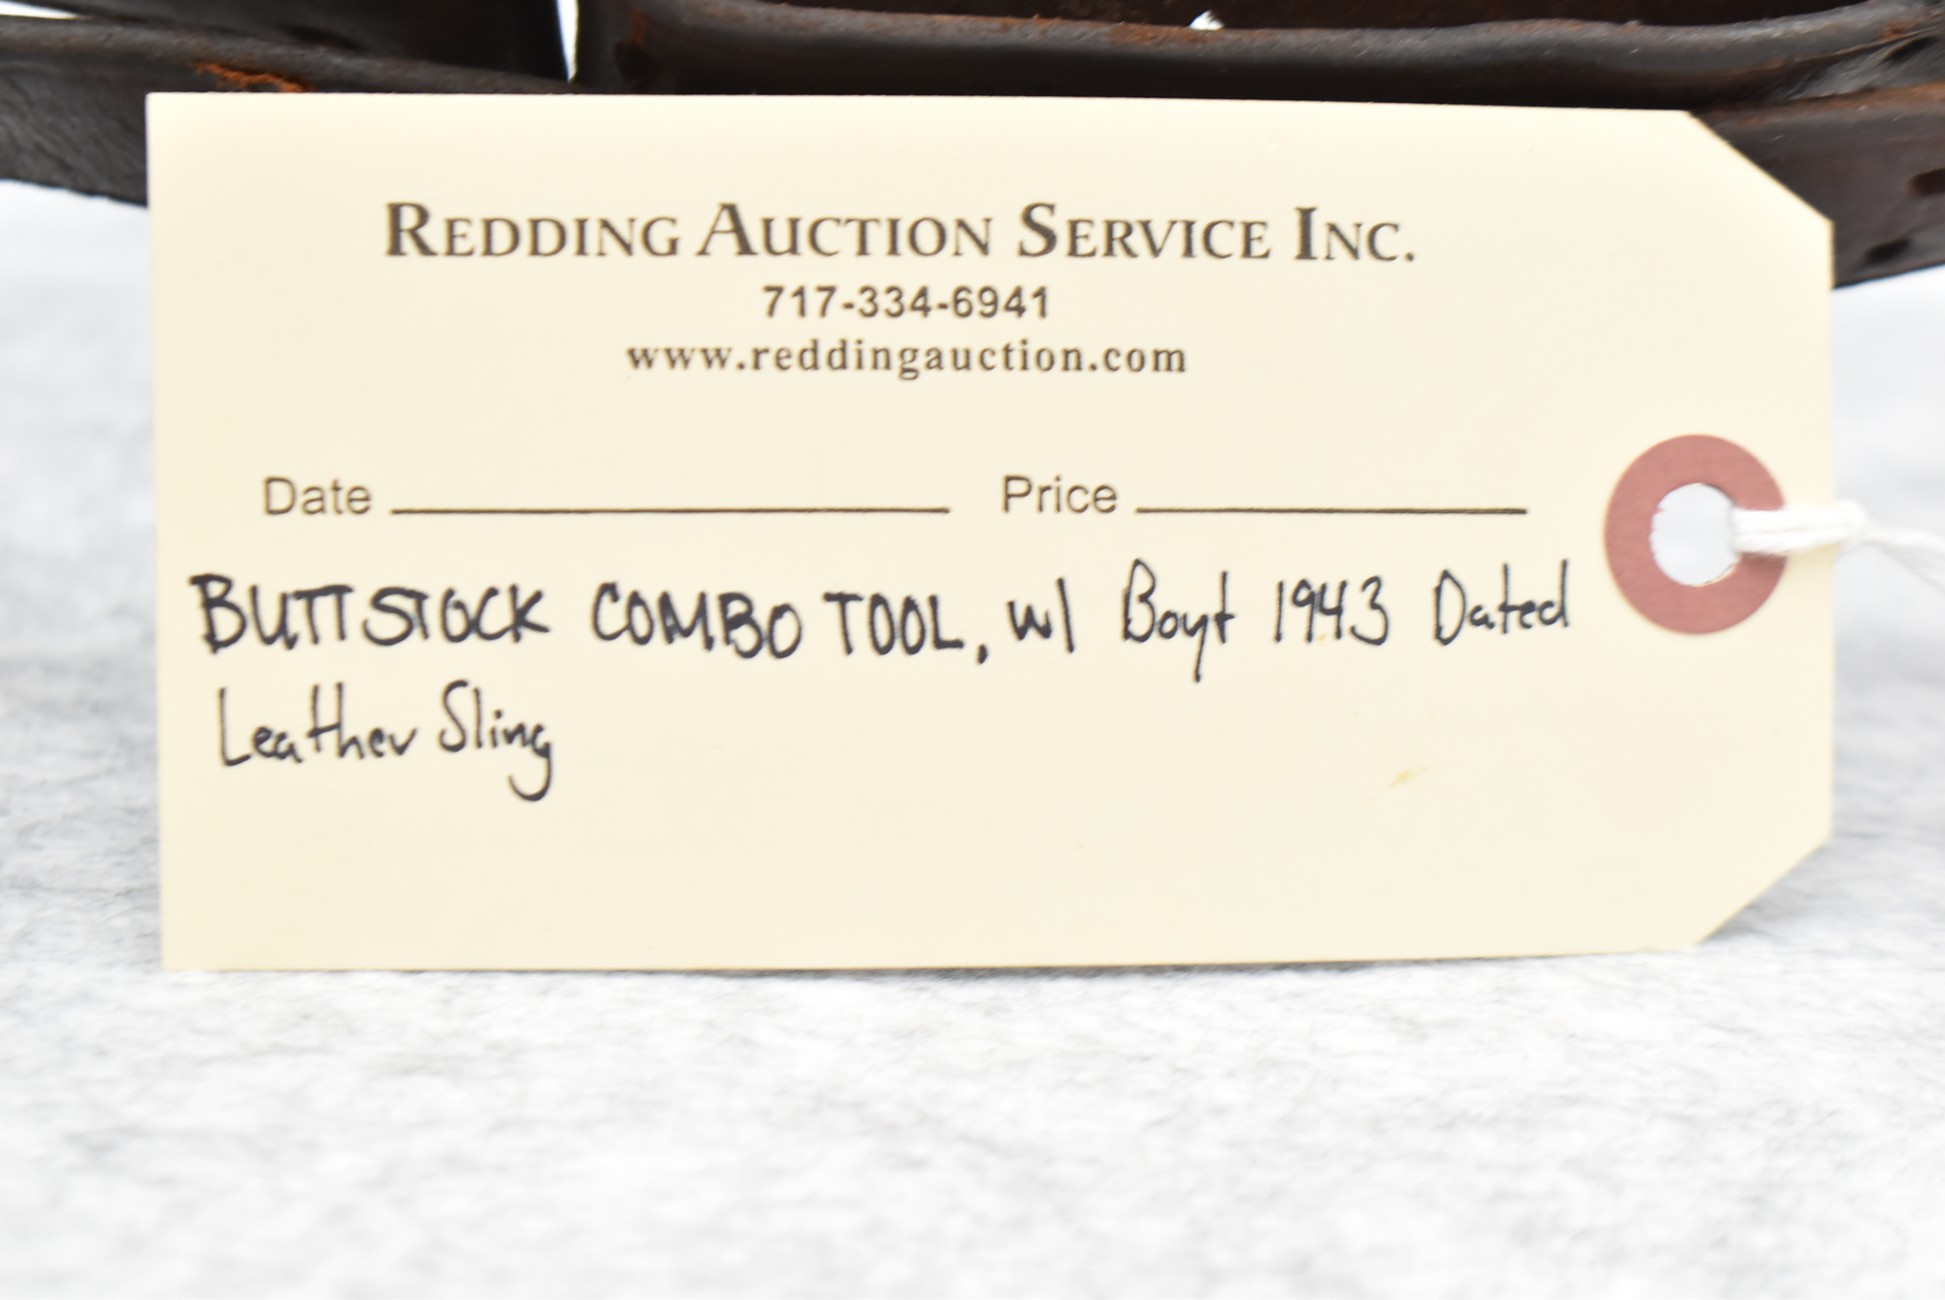 REDDING AUCTION SERVICE INC.
717-334-6941
www.reddingauction.com
Date Price
BUTTSTOCK COMBO TOOL, w/ Boyt 1943 Dated
Leather Sling